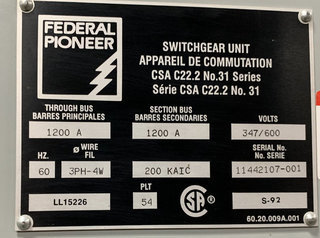 FEDERAL
PIONEER
SWITCHGEAR UNIT
APPAREIL DE COMMUTATION
CSA C22.2 No.31 Series
Série CSA C22.2 No. 31
THROUGH BUS
BARRES PRINCIPALES
SECTION BUS
BARRES SECONDARIES
VOLTS
1200 A
1200 A
347/600
HZ.
ø WIRE
FIL
SERIAL No.
No. SERIE
60
3PH-4W
200 KAIC
11442107-001
LL15226
PLT
54
SA
S-92
60.20.009A.001